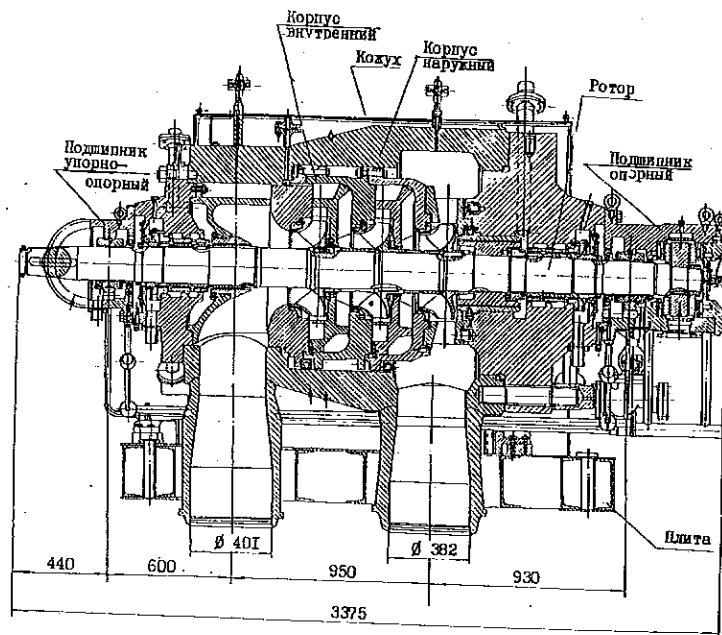 Корпус
внутренний
Кожух
Корпус
наружный
Ротор
Подшипник
упорно-
опорный
Подшипник
опорный
Плита
Ø 401
Ø 382
440
600
950
930
3375